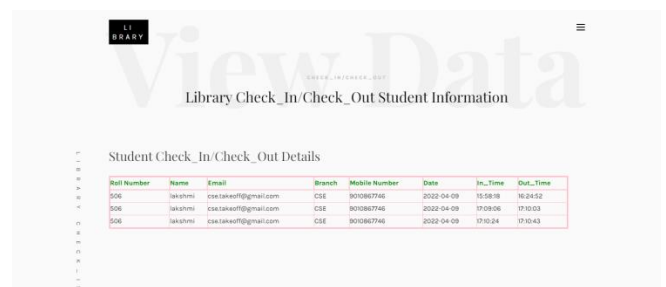 LI
BRARY
View Data
CHECK_IN/CHECK_OUT
Library Check_In/Check_Out Student Information
Student Check_In/Check_Out Details
Roll Number Name Email Branch Mobile Number Date In_Time Out_Time
506 lakshmi cse.takeoff@gmail.com CSE 9010867746 2022-04-09 15:58:18 16:24:52
506 lakshmi cse.takeoff@gmail.com CSE 9010867746 2022-04-09 17:09:06 17:10:03
506 lakshmi cse.takeoff@gmail.com CSE 9010867746 2022-04-09 17:10:24 17:10:43
LIBRARY CHECK_I